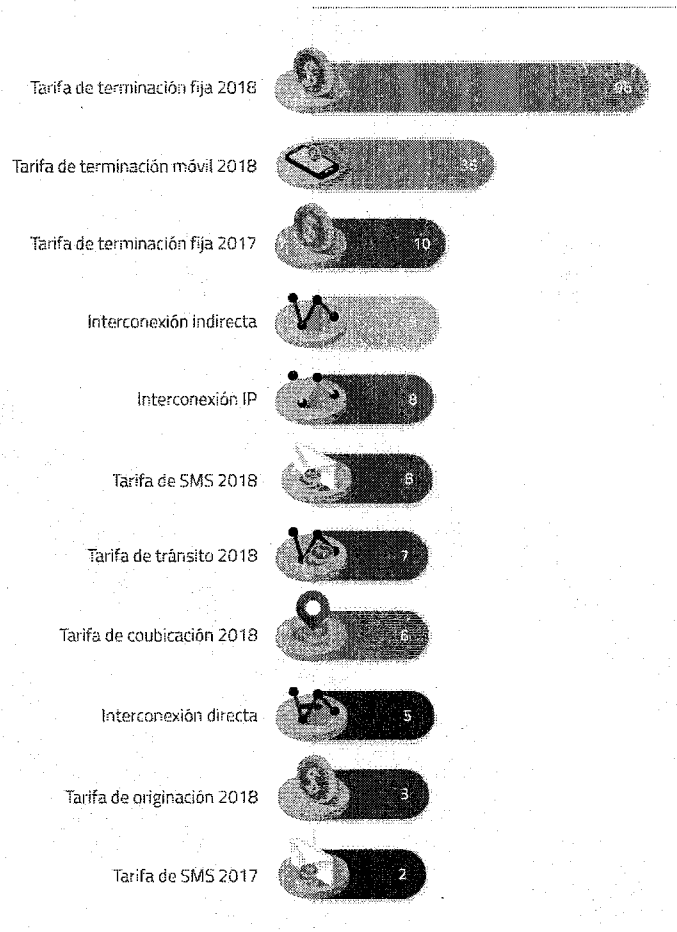 Tarifa de terminación fija 2018
Tarifa de terminación móvil 2018
Tarifa de terminación fija 2017 10
Interconexión indirecta
Interconexión IP 8
Tarifa de SMS 2018 8
Tarifa de tránsito 2018 7
Tarifa de coubicación 2018 6
Interconexión directa 5
Tarifa de originación 2018 3
Tarifa de SMS 2017 2